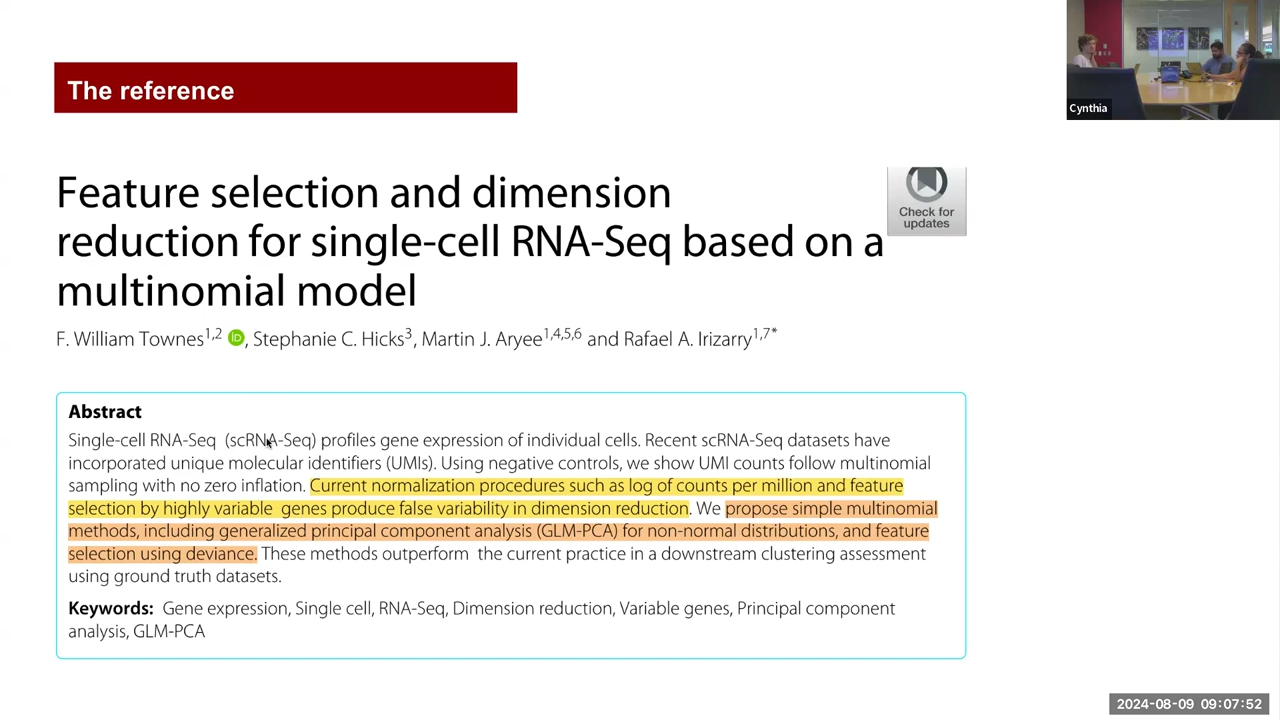 The reference
Feature selection and dimension
reduction for single-cell RNA-Seq based on a
multinomial model
Check for
updates
F. William Townes1,2 iD, Stephanie C. Hicks3, Martin J. Aryee1,4,5,6 and Rafael A. Irizarry1,7*
Abstract
Single-cell RNA-Seq (scRNA-Seq) profiles gene expression of individual cells. Recent scRNA-Seq datasets have
incorporated unique molecular identifiers (UMIs). Using negative controls, we show UMI counts follow multinomial
sampling with no zero inflation. Current normalization procedures such as log of counts per million and feature
selection by highly variable genes produce false variability in dimension reduction. We propose simple multinomial
methods, including generalized principal component analysis (GLM-PCA) for non-normal distributions, and feature
selection using deviance. These methods outperform the current practice in a downstream clustering assessment
using ground truth datasets.
Keywords: Gene expression, Single cell, RNA-Seq, Dimension reduction, Variable genes, Principal component
analysis, GLM-PCA
Cynthia
2024-08-09 09:07:52